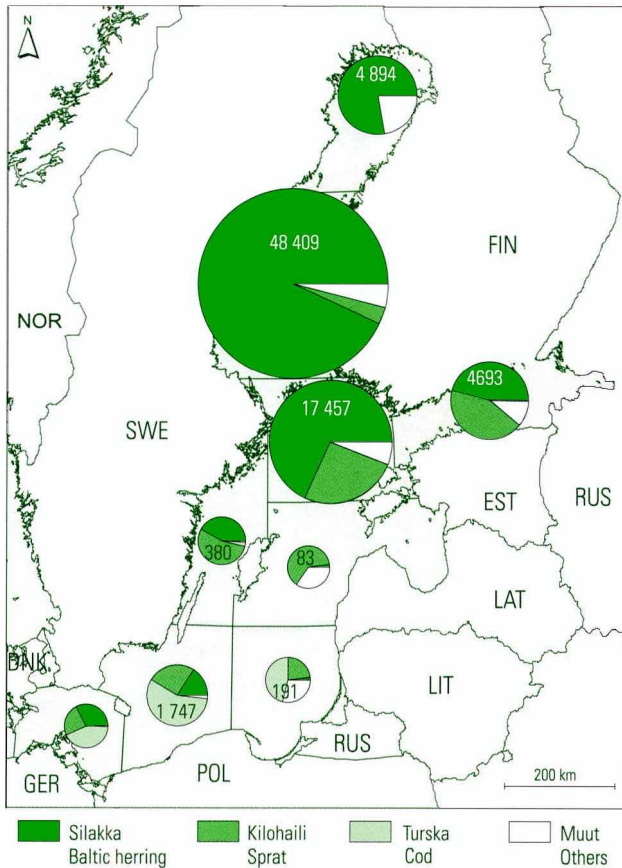 N
4 894
48 409
FIN
NOR
4693
17 457
SWE
EST
RUS
380
83
LAT
DNK
191
LIT
1 747
RUS
GER
POL
200 km
Silakka
Baltic herring
Kilohaili
Sprat
Turska
Cod
Muut
Others